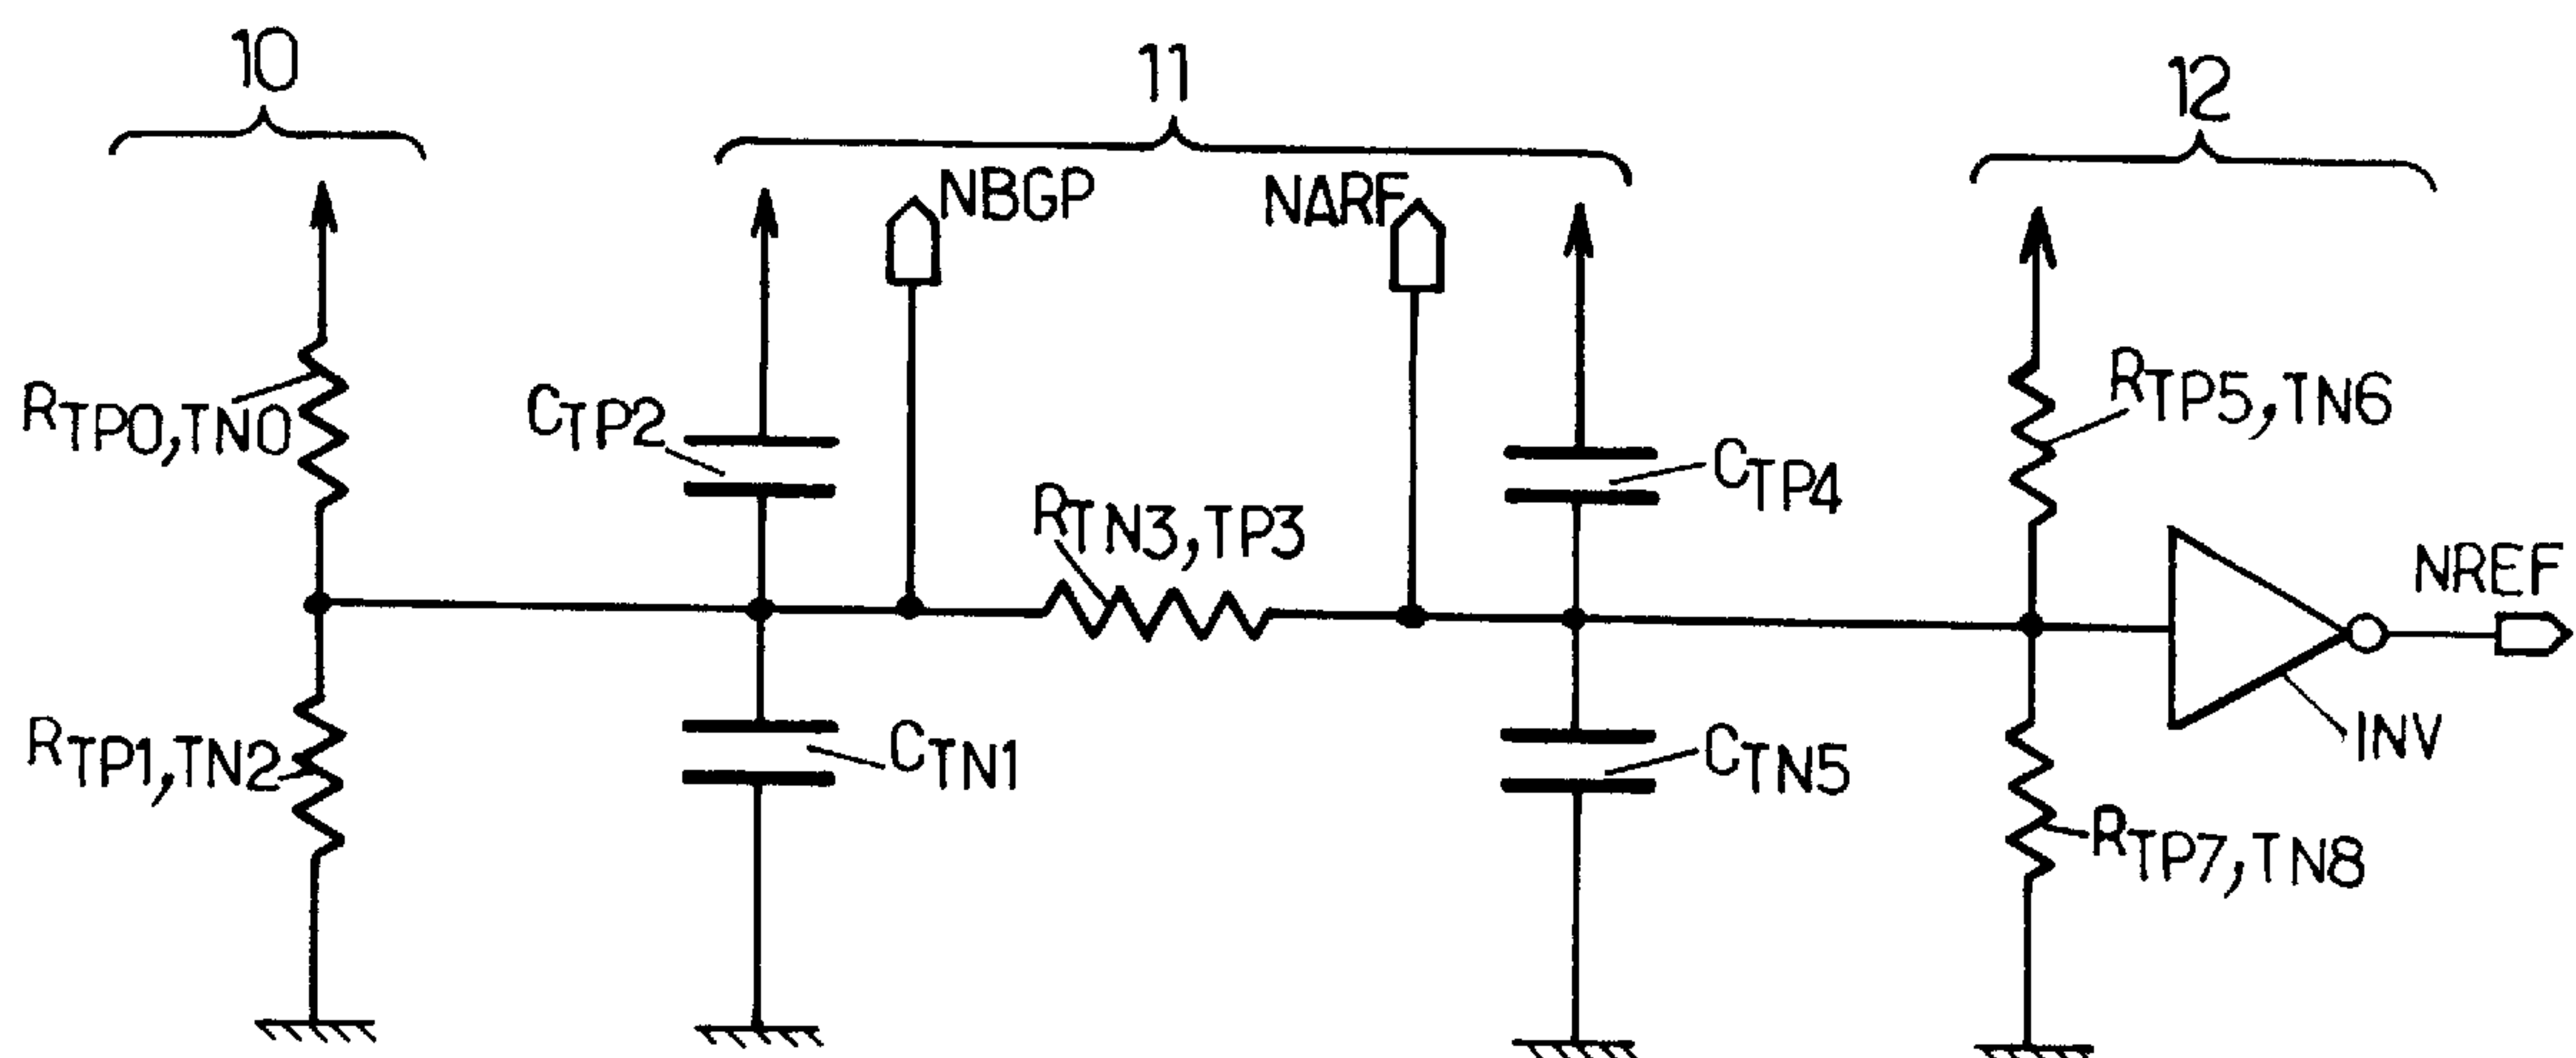 10
11
12
NBGP
NARF
RTP0,TN0
CTP2
RTN3,TP3
CTP4
RTP5,TN6
NREF
RTP1,TN2
CTN1
CTN5
INV
RTP7,TN8